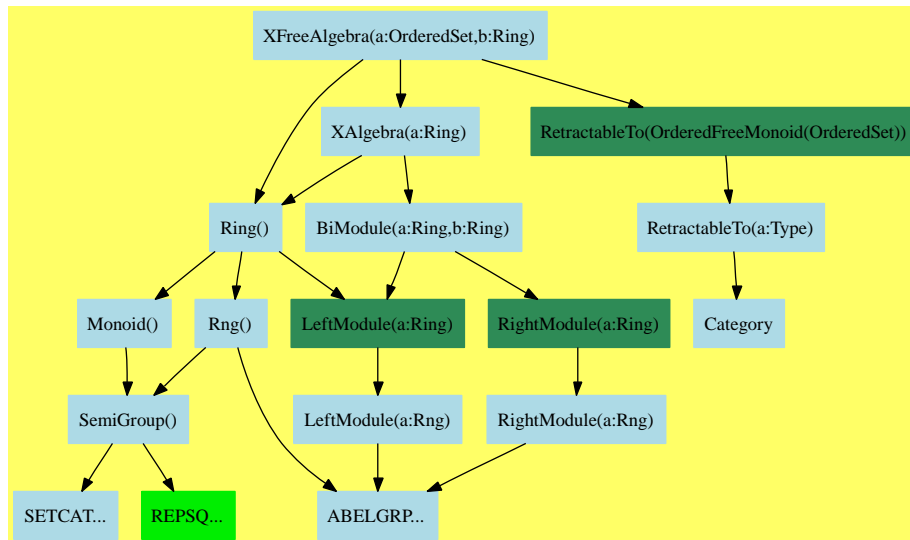 XFreeAlgebra(a:OrderedSet,b:Ring)
XAlgebra(a:Ring)
RetractableTo(OrderedFreeMonoid(OrderedSet))
Ring()
BiModule(a:Ring,b:Ring)
RetractableTo(a:Type)
Monoid()
Rng()
LeftModule(a:Ring)
RightModule(a:Ring)
Category
SemiGroup()
LeftModule(a:Rng)
RightModule(a:Rng)
SETCAT...
REPSQ...
ABELGRP...